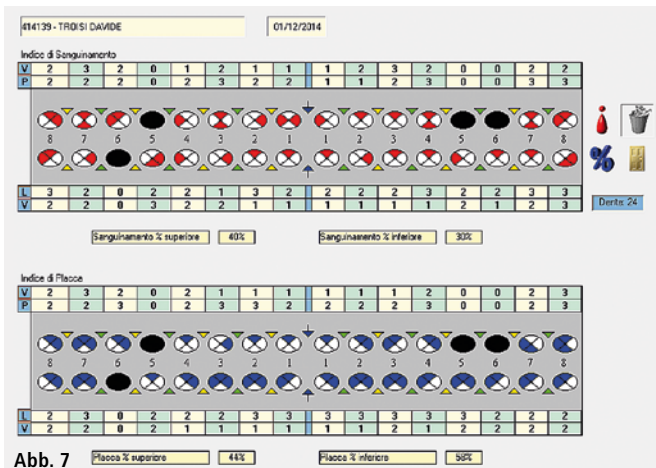 414139 - TROISI DAVIDE 01/12/2014
Indice di Sanguinamento
V 2 3 2 0 1 2 1 1 1 2 3 2 0 0 2 2
P 2 2 2 0 2 3 2 2 1 1 2 3 0 0 3 3
8 7 6 5 4 3 2 1 1 2 3 4 5 6 7 8
L 3 2 0 2 2 1 3 2 2 1 2 2 3 2 2 3
V 2 2 0 3 2 2 1 1 1 1 1 1 2 2 3 3
Dente: 24
Sanguinamento % superiore 40% Sanguinamento % inferiore 30%
Indice di Placca
V 2 3 2 0 2 1 1 1 1 1 1 2 0 0 2 3
P 2 2 3 0 2 3 3 2 2 2 2 3 0 0 2 3
8 7 6 5 4 3 2 1 1 2 3 4 5 6 7 8
L 2 3 0 2 2 2 3 3 3 3 3 3 3 2 2 2
V 2 2 0 2 1 1 1 1 1 1 2 1 2 2 2 2
Placca % superiore 44% Placca % inferiore 58%
Abb. 7